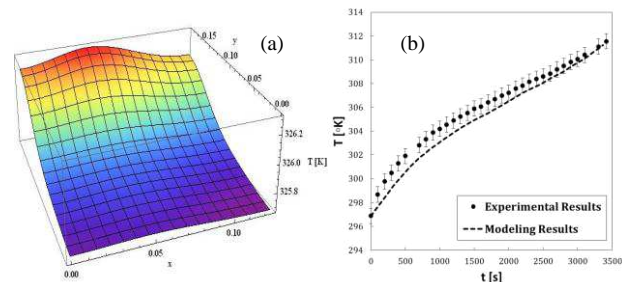 (a)
0.15
y
0.10
0.05
0.00
326.2
T [K]
326.0
325.8
0.00
0.05
x
0.10
(b)
314
312
310
308
306
304
302
300
298
296
294
T [◦K]
0 500 1000 1500 2000 2500 3000 3500
t [s]
Experimental Results
Modeling Results